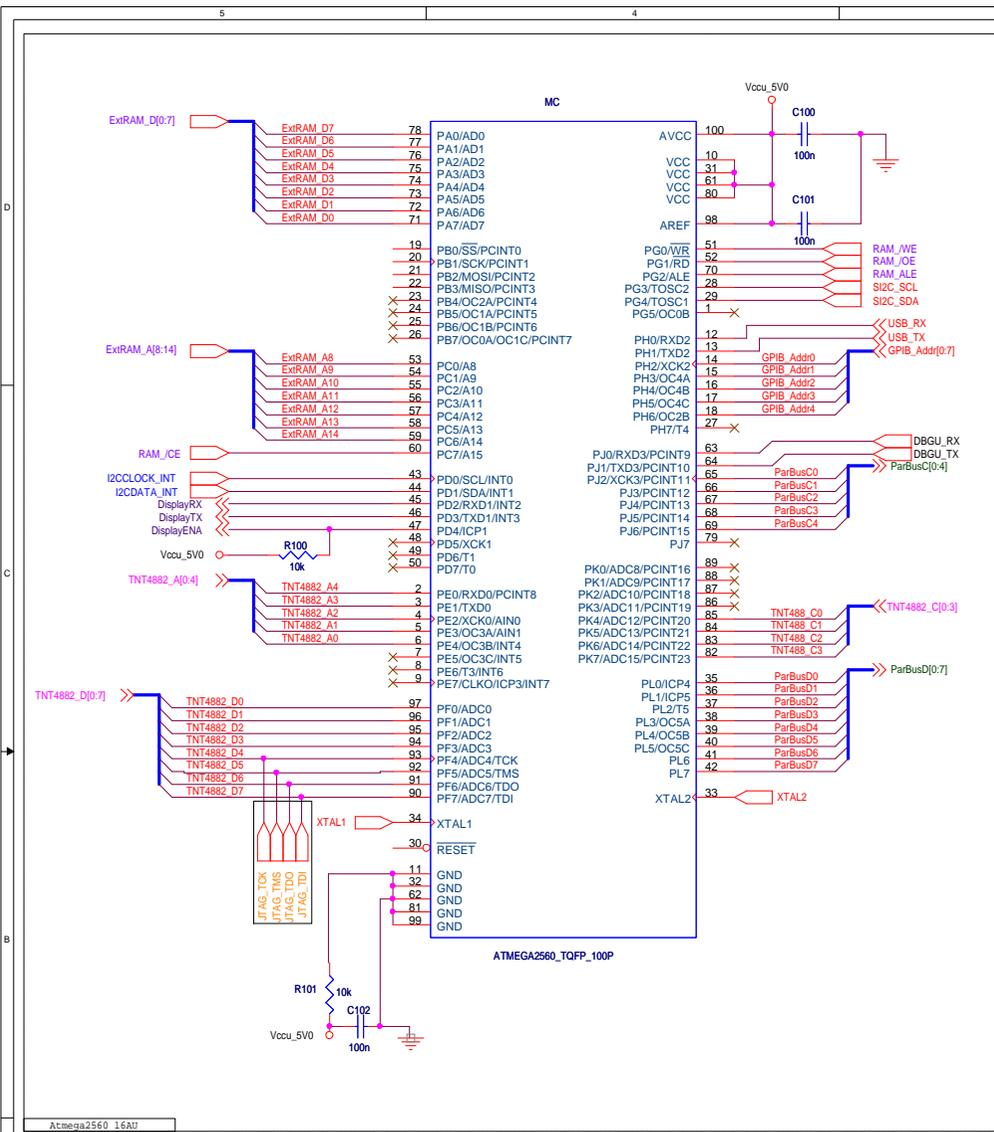 5 4
Vccu_5V0
MC
C100
ExtRAM_D[0:7]
ExtRAM_D7 78 PA0/AD0 AVCC 100
ExtRAM_D6 77 PA1/AD1 100n
ExtRAM_D5 76 PA2/AD2 VCC 10
ExtRAM_D4 75 PA3/AD3 VCC 31
ExtRAM_D3 74 PA4/AD4 VCC 61
ExtRAM_D2 73 PA5/AD5 VCC 80
D
ExtRAM_D1 72 PA6/AD6 C101
ExtRAM_D0 71 PA7/AD7 AREF 98
100n
19 PB0/SS/PCINT0 PG0/WR 51 RAM_/WE
20 PB1/SCK/PCINT1 PG1/RD 52 RAM_/OE
21 PB2/MOSI/PCINT2 PG2/ALE 70 RAM_ALE
22 PB3/MISO/PCINT3 PG3/TOSC2 28 SI2C_SCL
23 PB4/OC2A/PCINT4 PG4/TOSC1 29 SI2C_SDA
24 PB5/OC1A/PCINT5 PG5/OC0B 1
25 PB6/OC1B/PCINT6 USB_RX
26 PB7/OC0A/OC1C/PCINT7 PH0/RXD2 12 USB_TX
ExtRAM_A[8:14] PH1/TXD2 13 GPIB_Addr[0:7]
ExtRAM_A8 53 PC0/A8 PH2/XCK2 14 GPIB_Addr0
ExtRAM_A9 54 PC1/A9 PH3/OC4A 15 GPIB_Addr1
ExtRAM_A10 55 PC2/A10 PH4/OC4B 16 GPIB_Addr2
ExtRAM_A11 56 PC3/A11 PH5/OC4C 17 GPIB_Addr3
ExtRAM_A12 57 PC4/A12 PH6/OC2B 18 GPIB_Addr4
ExtRAM_A13 58 PC5/A13 PH7/T4 27
ExtRAM_A14 59 PC6/A14 DBGU_RX
RAM_/CE 60 PC7/A15 PJ0/RXD3/PCINT9 63 DBGU_TX
PJ1/TXD3/PCINT10 64 ParBusC[0:4]
I2CCLOCK_INT 43 PD0/SCL/INT0 PJ2/XCK3/PCINT11 65 ParBusC0
I2CDATA_INT 44 PD1/SDA/INT1 PJ3/PCINT12 66 ParBusC1
DisplayRX 45 PD2/RXD1/INT2 PJ4/PCINT13 67 ParBusC2
DisplayTX 46 PD3/TXD1/INT3 PJ5/PCINT14 68 ParBusC3
DisplayENA 47 PD4/ICP1 PJ6/PCINT15 69 ParBusC4
R100 48 PD5/XCK1 PJ7 79
Vccu_5V0 49 PD6/T1
10k 50 PD7/T0 PK0/ADC8/PCINT16 89
C
TNT4882_A[0:4] PK1/ADC9/PCINT17 88
TNT4882_A4 2 PE0/RXD0/PCINT8 PK2/ADC10/PCINT18 87
TNT4882_A3 3 PE1/TXD0 PK3/ADC11/PCINT19 86 TNT4882_C[0:3]
TNT4882_A2 4 PE2/XCK0/AIN0 PK4/ADC12/PCINT20 85 TNT488_C0
TNT4882_A1 5 PE3/OC3A/AIN1 PK5/ADC13/PCINT21 84 TNT488_C1
TNT4882_A0 6 PE4/OC3B/INT4 PK6/ADC14/PCINT22 83 TNT488_C2
7 PE5/OC3C/INT5 PK7/ADC15/PCINT23 82 TNT488_C3
8 PE6/T3/INT6 ParBusD[0:7]
9 PE7/CLKO/ICP3/INT7 PL0/ICP4 35 ParBusD0
TNT4882_D[0:7] PL1/ICP5 36 ParBusD1
TNT4882_D0 97 PF0/ADC0 PL2/T5 37 ParBusD2
TNT4882_D1 96 PF1/ADC1 PL3/OC5A 38 ParBusD3
TNT4882_D2 95 PF2/ADC2 PL4/OC5B 39 ParBusD4
TNT4882_D3 94 PF3/ADC3 PL5/OC5C 40 ParBusD5
TNT4882_D4 93 PF4/ADC4/TCK PL6 41 ParBusD6
TNT4882_D5 92 PF5/ADC5/TMS PL7 42 ParBusD7
TNT4882_D6 91 PF6/ADC6/TDO
TNT4882_D7 90 PF7/ADC7/TDI XTAL2 33 XTAL2
XTAL1 34 XTAL1
30 RESET
JTAG_TCK
JTAG_TMS
JTAG_TDO
JTAG_TDI
11 GND
32 GND
62 GND
81 GND
99 GND
B
ATMEGA2560_TQFP_100P
R101 10k
C102
Vccu_5V0
100n
Atmega2560 16AU